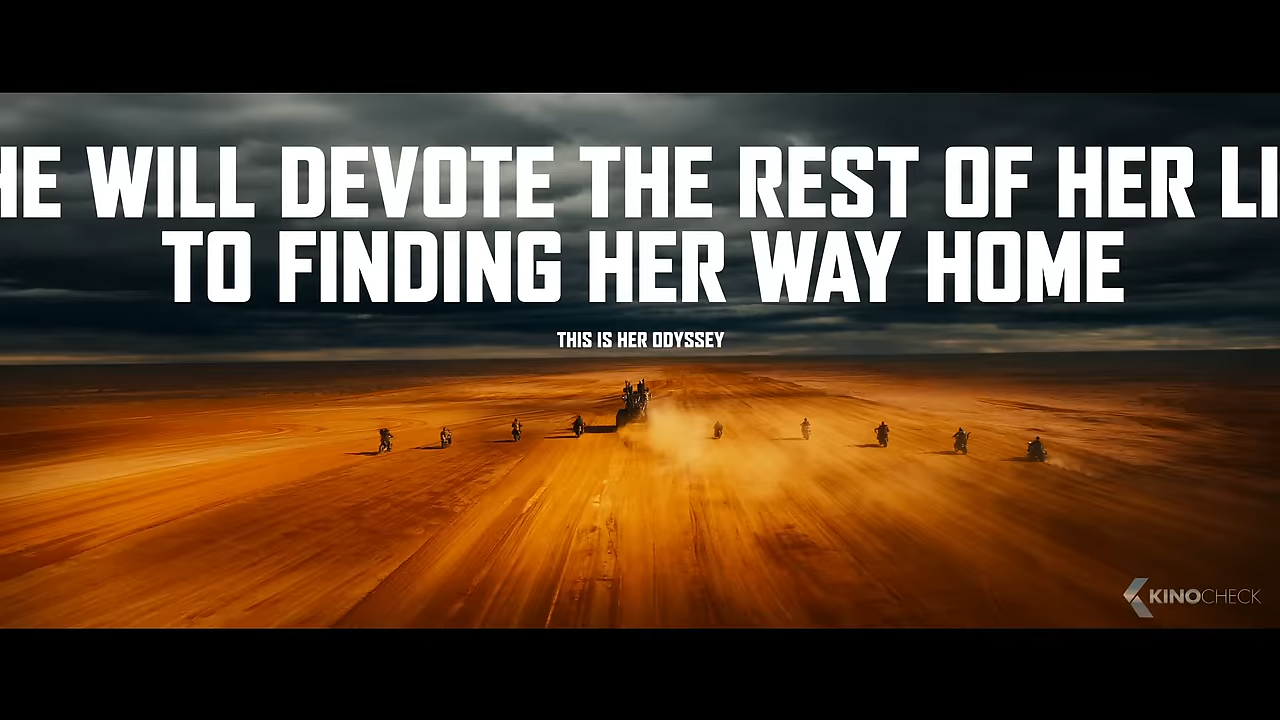 HE WILL DEVOTE THE REST OF HER LI
TO FINDING HER WAY HOME
THIS IS HER ODYSSEY
KINOCHECK